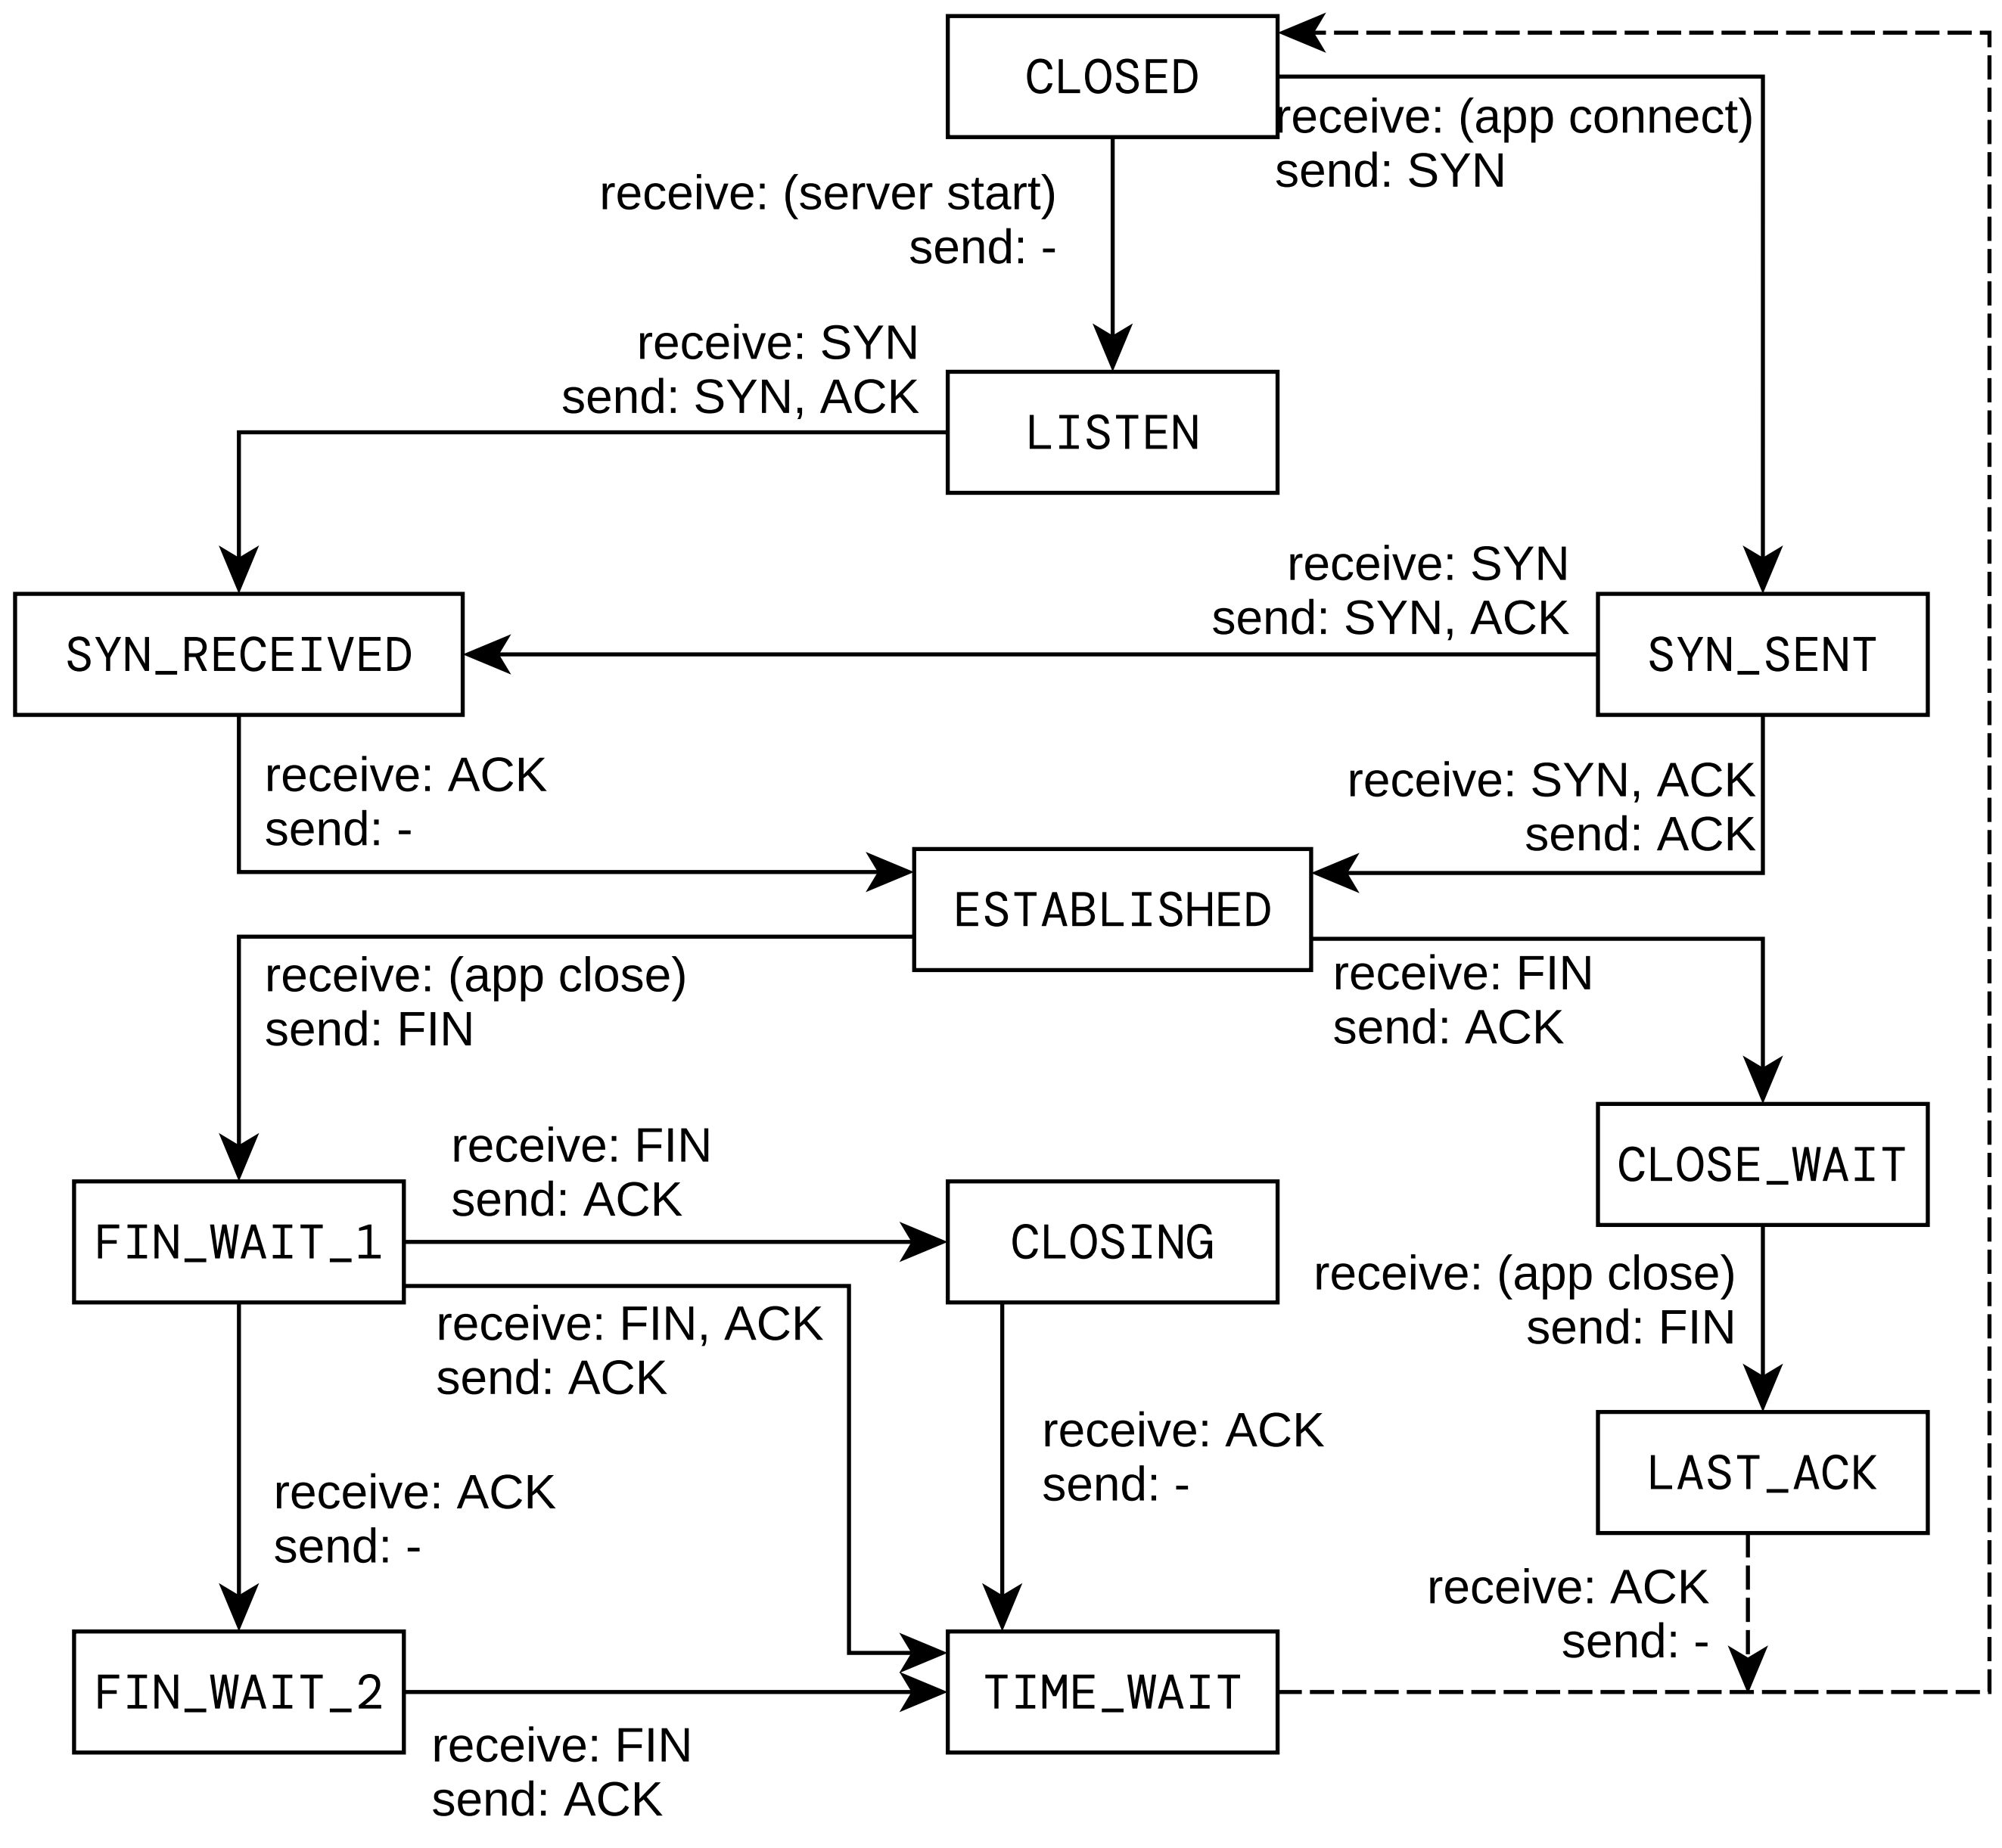 CLOSED
receive: (app connect)
send: SYN
receive: (server start)
send: -
receive: SYN
send: SYN, ACK
LISTEN
receive: SYN
send: SYN, ACK
SYN_RECEIVED
SYN_SENT
receive: ACK
send: -
receive: SYN, ACK
send: ACK
ESTABLISHED
receive: (app close)
send: FIN
receive: FIN
send: ACK
receive: FIN
send: ACK
CLOSE_WAIT
FIN_WAIT_1
CLOSING
receive: (app close)
send: FIN
receive: FIN, ACK
send: ACK
receive: ACK
send: -
LAST_ACK
receive: ACK
send: -
receive: ACK
send: -
FIN_WAIT_2
TIME_WAIT
receive: FIN
send: ACK